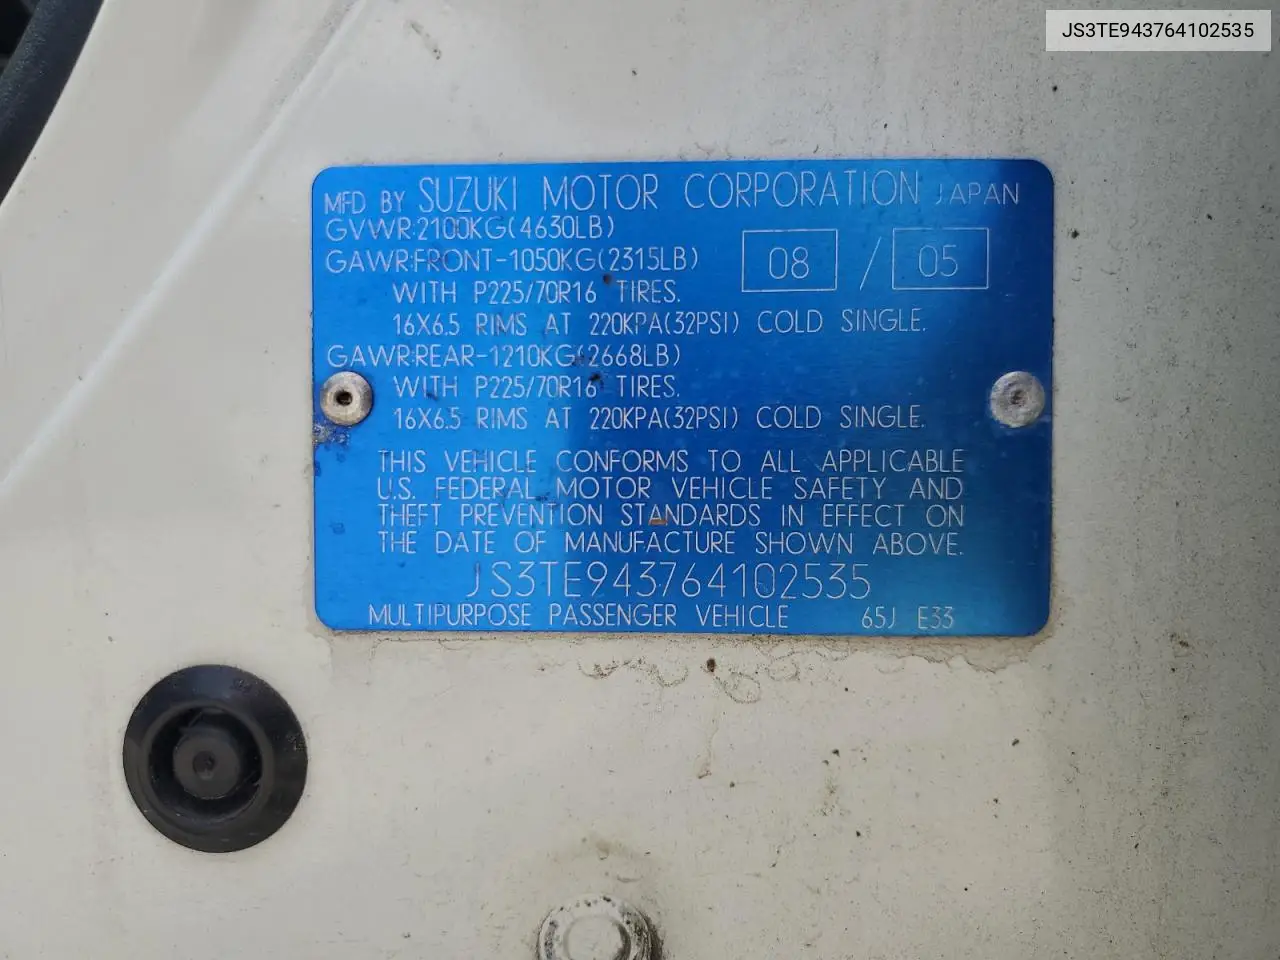 JS3TE943764102535
MFD BY SUZUKI MOTOR CORPORATION JAPAN
GVWR:2100KG(4630LB)
GAWR:FRONT-1050KG(2315LB) 08 / 05
WITH P225/70R16 TIRES.
16X6.5 RIMS AT 220KPA(32PSI) COLD SINGLE.
GAWR:REAR-1210KG(2668LB)
WITH P225/70R16 TIRES.
16X6.5 RIMS AT 220KPA(32PSI) COLD SINGLE.
THIS VEHICLE CONFORMS TO ALL APPLICABLE
U.S. FEDERAL MOTOR VEHICLE SAFETY AND
THEFT PREVENTION STANDARDS IN EFFECT ON
THE DATE OF MANUFACTURE SHOWN ABOVE.
JS3TE943764102535
MULTIPURPOSE PASSENGER VEHICLE 65J E33